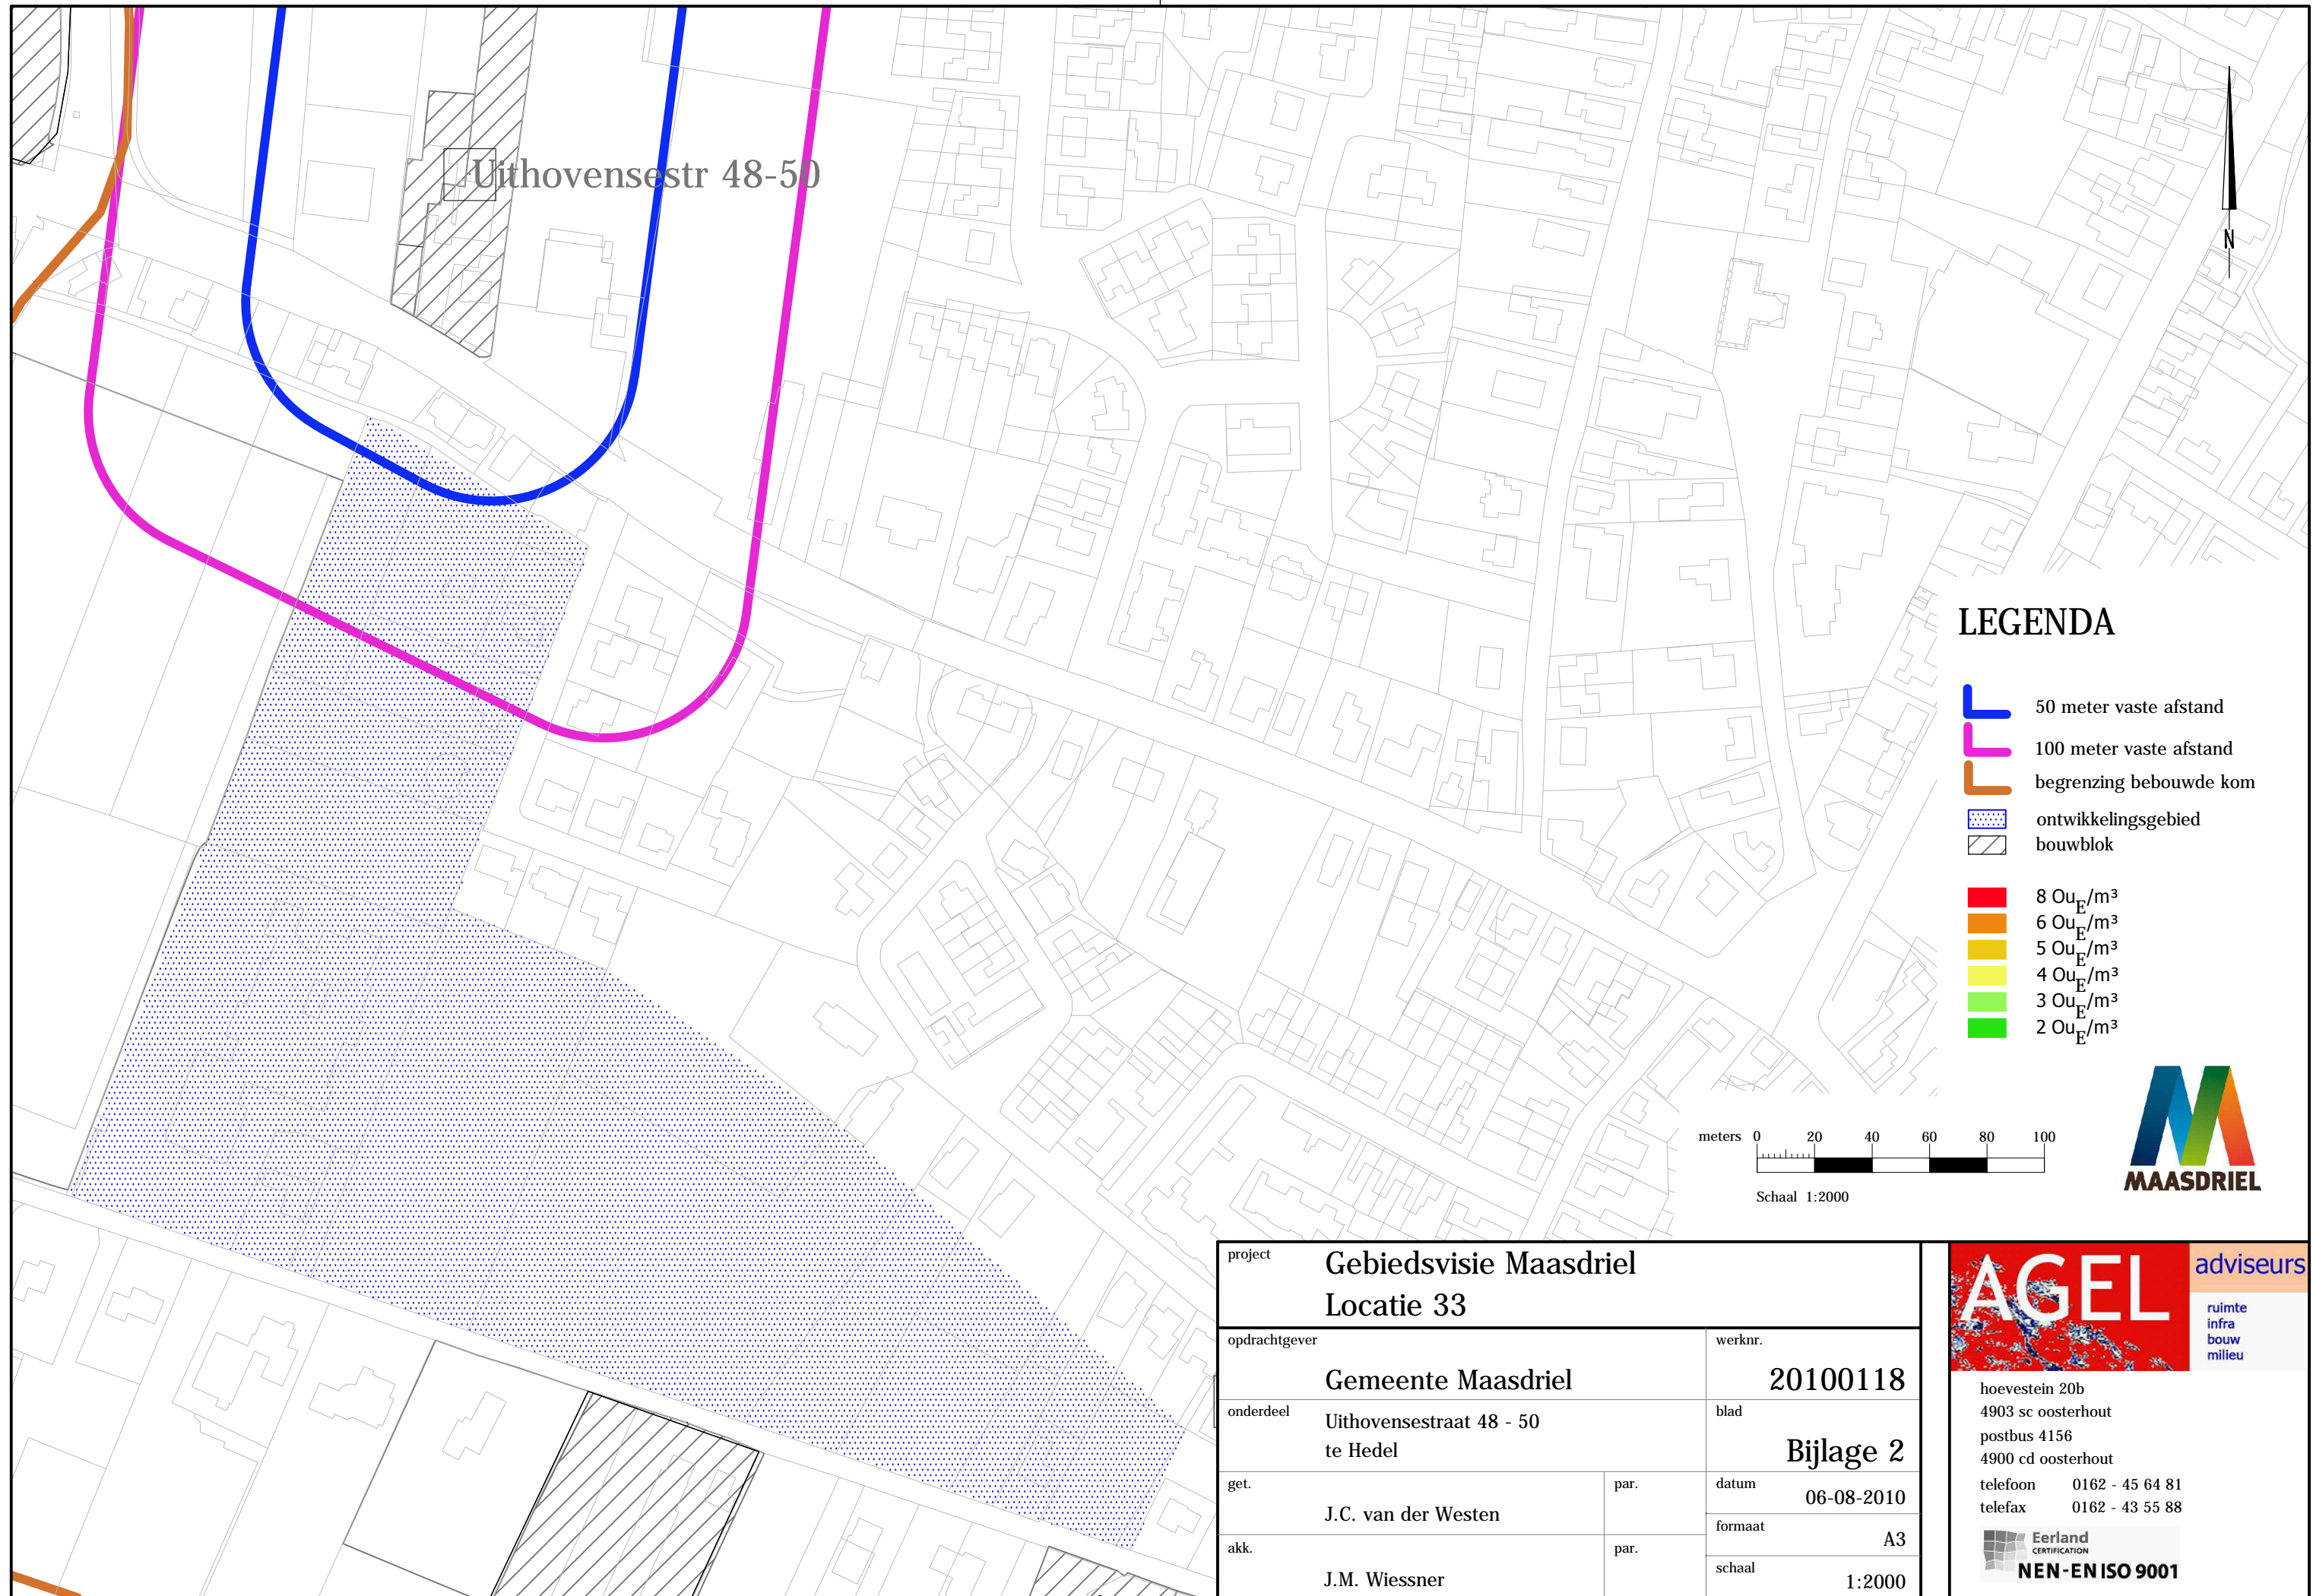 Uithovensestr 48-50
N
LEGENDA
50 meter vaste afstand
100 meter vaste afstand
begrenzing bebouwde kom
ontwikkelingsgebied
bouwblok
8 OuE/m³
6 OuE/m³
5 OuE/m³
4 OuE/m³
3 OuE/m³
2 OuE/m³
meters 0 20 40 60 80 100
Schaal 1:2000
MAASDRIEL
project Gebiedsvisie Maasdriel
Locatie 33
opdrachtgever
Gemeente Maasdriel
werknr.
20100118
onderdeel Uithovensestraat 48 - 50
te Hedel
blad
Bijlage 2
get.
J.C. van der Westen
par.
datum
06-08-2010
formaat
A3
akk.
J.M. Wiessner
par.
schaal
1:2000
AGEL
adviseurs
ruimte
infra
bouw
milieu
hoevestein 20b
4903 sc oosterhout
postbus 4156
4900 cd oosterhout
telefoon 0162 - 45 64 81
telefax 0162 - 43 55 88
Eerland
CERTIFICATION
NEN-EN ISO 9001